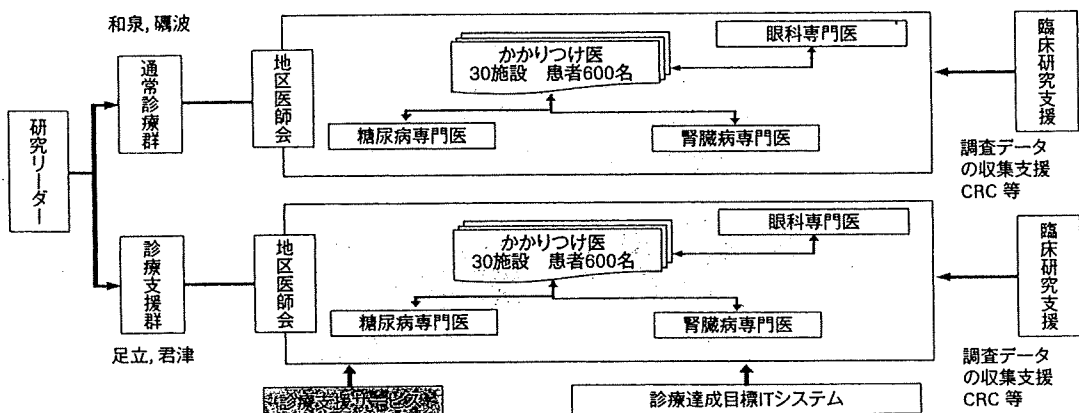 和泉, 礪波
研究リーダー
通常診療群
地区医師会
かかりつけ医
30施設 患者600名
眼科専門医
糖尿病専門医
腎臓病専門医
臨床研究支援
調査データ
の収集支援
CRC 等
診療支援群
足立, 君津
地区医師会
かかりつけ医
30施設 患者600名
眼科専門医
糖尿病専門医
腎臓病専門医
臨床研究支援
調査データ
の収集支援
CRC 等
診療達成目標ITシステム